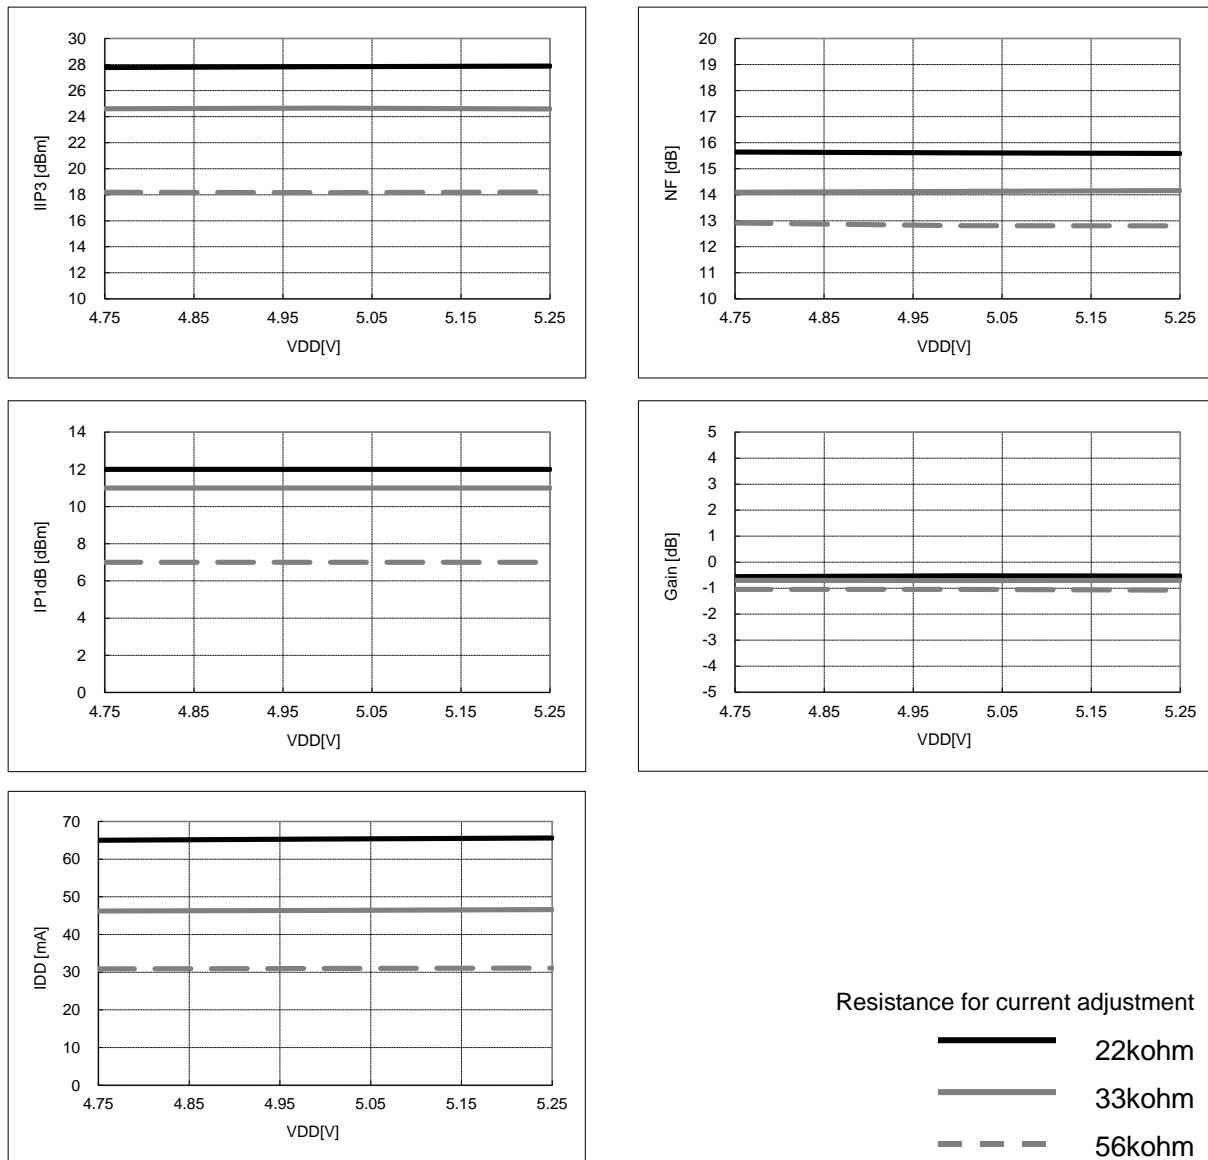 30
28
26
24
22
20
18
16
14
12
10
IIP3 [dBm]
4.75 4.85 4.95 5.05 5.15 5.25
VDD[V]
20
19
18
17
16
15
14
13
12
11
10
NF [dB]
4.75 4.85 4.95 5.05 5.15 5.25
VDD[V]
14
12
10
8
6
4
2
0
IP1dB [dBm]
4.75 4.85 4.95 5.05 5.15 5.25
VDD[V]
5
4
3
2
1
0
-1
-2
-3
-4
-5
Gain [dB]
4.75 4.85 4.95 5.05 5.15 5.25
VDD[V]
70
60
50
40
30
20
10
0
IDD [mA]
4.75 4.85 4.95 5.05 5.15 5.25
VDD[V]
Resistance for current adjustment
22kohm
33kohm
56kohm